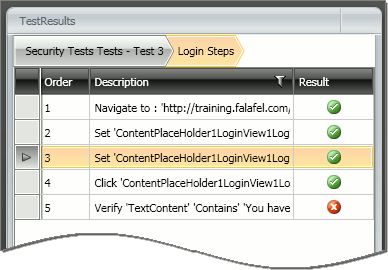 TestResults
Security Tests Tests - Test 3 Login Steps
Order Description Result
1 Navigate to : 'http://training.falafel.com,
2 Set 'ContentPlaceHolder1LoginView1Log
3 Set 'ContentPlaceHolder1LoginView1Log
4 Click 'ContentPlaceHolder1LoginView1Lo
5 Verify 'TextContent' 'Contains' 'You have